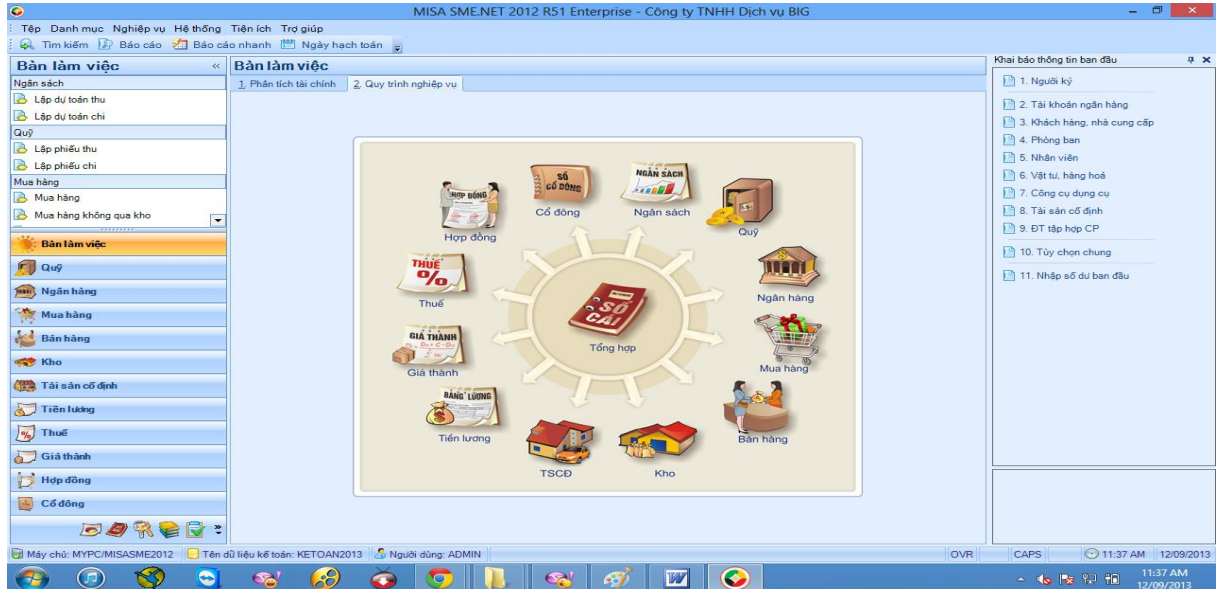 MISA SME.NET 2012 R51 Enterprise - Công ty TNHH Dịch vụ BIG
Tệp Danh mục Nghiệp vụ Hệ thống Tiện ích Trợ giúp
Tìm kiếm Báo cáo Báo cáo nhanh Ngày hạch toán
Bàn làm việc «
Ngân sách
Lập dự toán thu
Lập dự toán chi
Quỹ
Lập phiếu thu
Lập phiếu chi
Mua hàng
Mua hàng
Mua hàng không qua kho
Bàn làm việc
Quỹ
Ngân hàng
Mua hàng
Bán hàng
Kho
Tài sản cố định
Tiền lương
Thuế
Giá thành
Hợp đồng
Cổ đông
Bàn làm việc
1. Phân tích tài chính 2. Quy trình nghiệp vụ
HỢP ĐỒNG
Hợp đồng
SỔ CỔ ĐÔNG
Cổ đông
NGÂN SÁCH
Ngân sách
Quỹ
THUẾ %
Thuế
Ngân hàng
SỔ CÁI
Tổng hợp
GIÁ THÀNH
Giá thành
Mua hàng
BẢNG LƯƠNG
Tiền lương
Bán hàng
TSCĐ
Kho
Khai báo thông tin ban đầu
1. Người ký
2. Tài khoản ngân hàng
3. Khách hàng, nhà cung cấp
4. Phòng ban
5. Nhân viên
6. Vật tư, hàng hoá
7. Công cụ dụng cụ
8. Tài sản cố định
9. ĐT tập hợp CP
10. Tùy chọn chung
11. Nhập số dư ban đầu
Máy chủ: MYPC/MISASME2012 Tên dữ liệu kế toán: KETOAN2013 Người dùng: ADMIN OVR CAPS 11:37 AM 12/09/2013
11:37 AM
12/09/2013